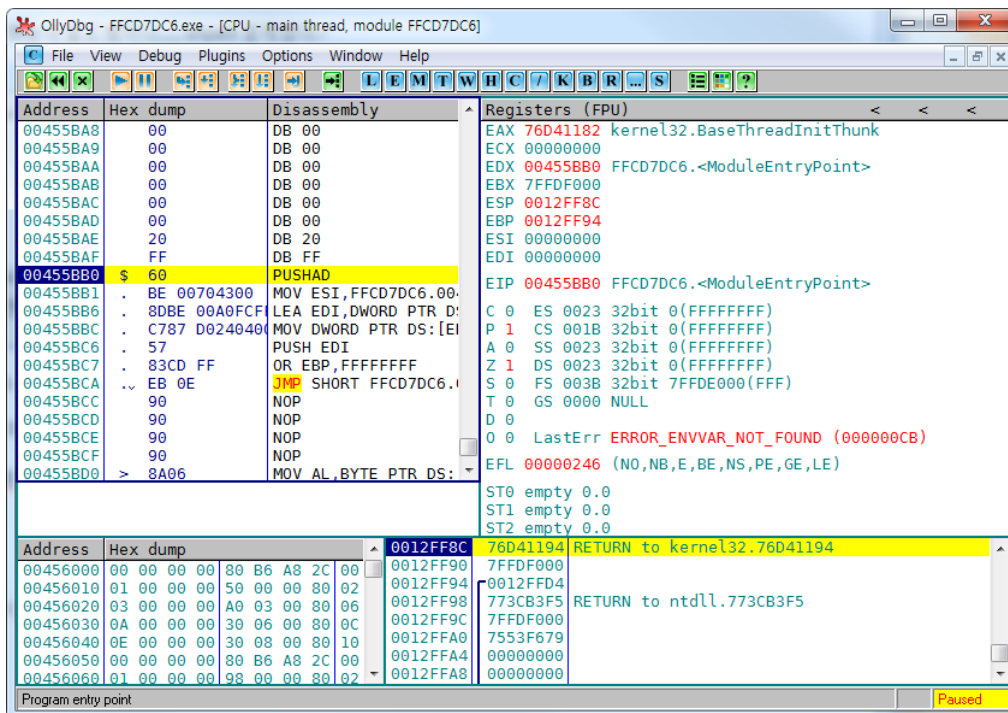 OllyDbg - FFCD7DC6.exe - [CPU - main thread, module FFCD7DC6]
C File View Debug Plugins Options Window Help
L E M T W H C / K B R ... S ?
Address Hex dump Disassembly
00455BA8 00 DB 00
00455BA9 00 DB 00
00455BAA 00 DB 00
00455BAB 00 DB 00
00455BAC 00 DB 00
00455BAD 00 DB 00
00455BAE 20 DB 20
00455BAF FF DB FF
00455BB0 $ 60 PUSHAD
00455BB1 . BE 00704300 MOV ESI,FFCD7DC6.00
00455BB6 . 8DBE 00A0FCF LEA EDI,DWORD PTR D
00455BBC . C787 D0240400 MOV DWORD PTR DS:[E
00455BC6 . 57 PUSH EDI
00455BC7 . 83CD FF OR EBP,FFFFFFFF
00455BCA . EB 0E JMP SHORT FFCD7DC6.
00455BCC 90 NOP
00455BCD 90 NOP
00455BCE 90 NOP
00455BCF 90 NOP
00455BD0 > 8A06 MOV AL,BYTE PTR DS:
Registers (FPU) < < <
EAX 76D41182 kernel32.BaseThreadInitThunk
ECX 00000000
EDX 00455BB0 FFCD7DC6.<ModuleEntryPoint>
EBX 7FFDF000
ESP 0012FF8C
EBP 0012FF94
ESI 00000000
EDI 00000000
EIP 00455BB0 FFCD7DC6.<ModuleEntryPoint>
C 0 ES 0023 32bit 0(FFFFFFFF)
P 1 CS 001B 32bit 0(FFFFFFFF)
A 0 SS 0023 32bit 0(FFFFFFFF)
Z 1 DS 0023 32bit 0(FFFFFFFF)
S 0 FS 003B 32bit 7FFDE000(FFF)
T 0 GS 0000 NULL
D 0
O 0 LastErr ERROR_ENVVAR_NOT_FOUND (000000CB)
EFL 00000246 (NO,NB,E,BE,NS,PE,GE,LE)
ST0 empty 0.0
ST1 empty 0.0
ST2 empty 0.0
Address Hex dump
00456000 00 00 00 00 80 B6 A8 2C 00
00456010 01 00 00 00 50 00 00 80 02
00456020 03 00 00 00 A0 03 00 80 06
00456030 0A 00 00 00 30 06 00 80 0C
00456040 0E 00 00 00 30 08 00 80 10
00456050 00 00 00 00 80 B6 A8 2C 00
00456060 01 00 00 00 98 00 00 80 02
0012FF8C 76D41194 RETURN to kernel32.76D41194
0012FF90 7FFDF000
0012FF94 0012FFD4
0012FF98 773CB3F5 RETURN to ntdll.773CB3F5
0012FF9C 7FFDF000
0012FFA0 7553F679
0012FFA4 00000000
0012FFA8 00000000
Program entry point
Paused